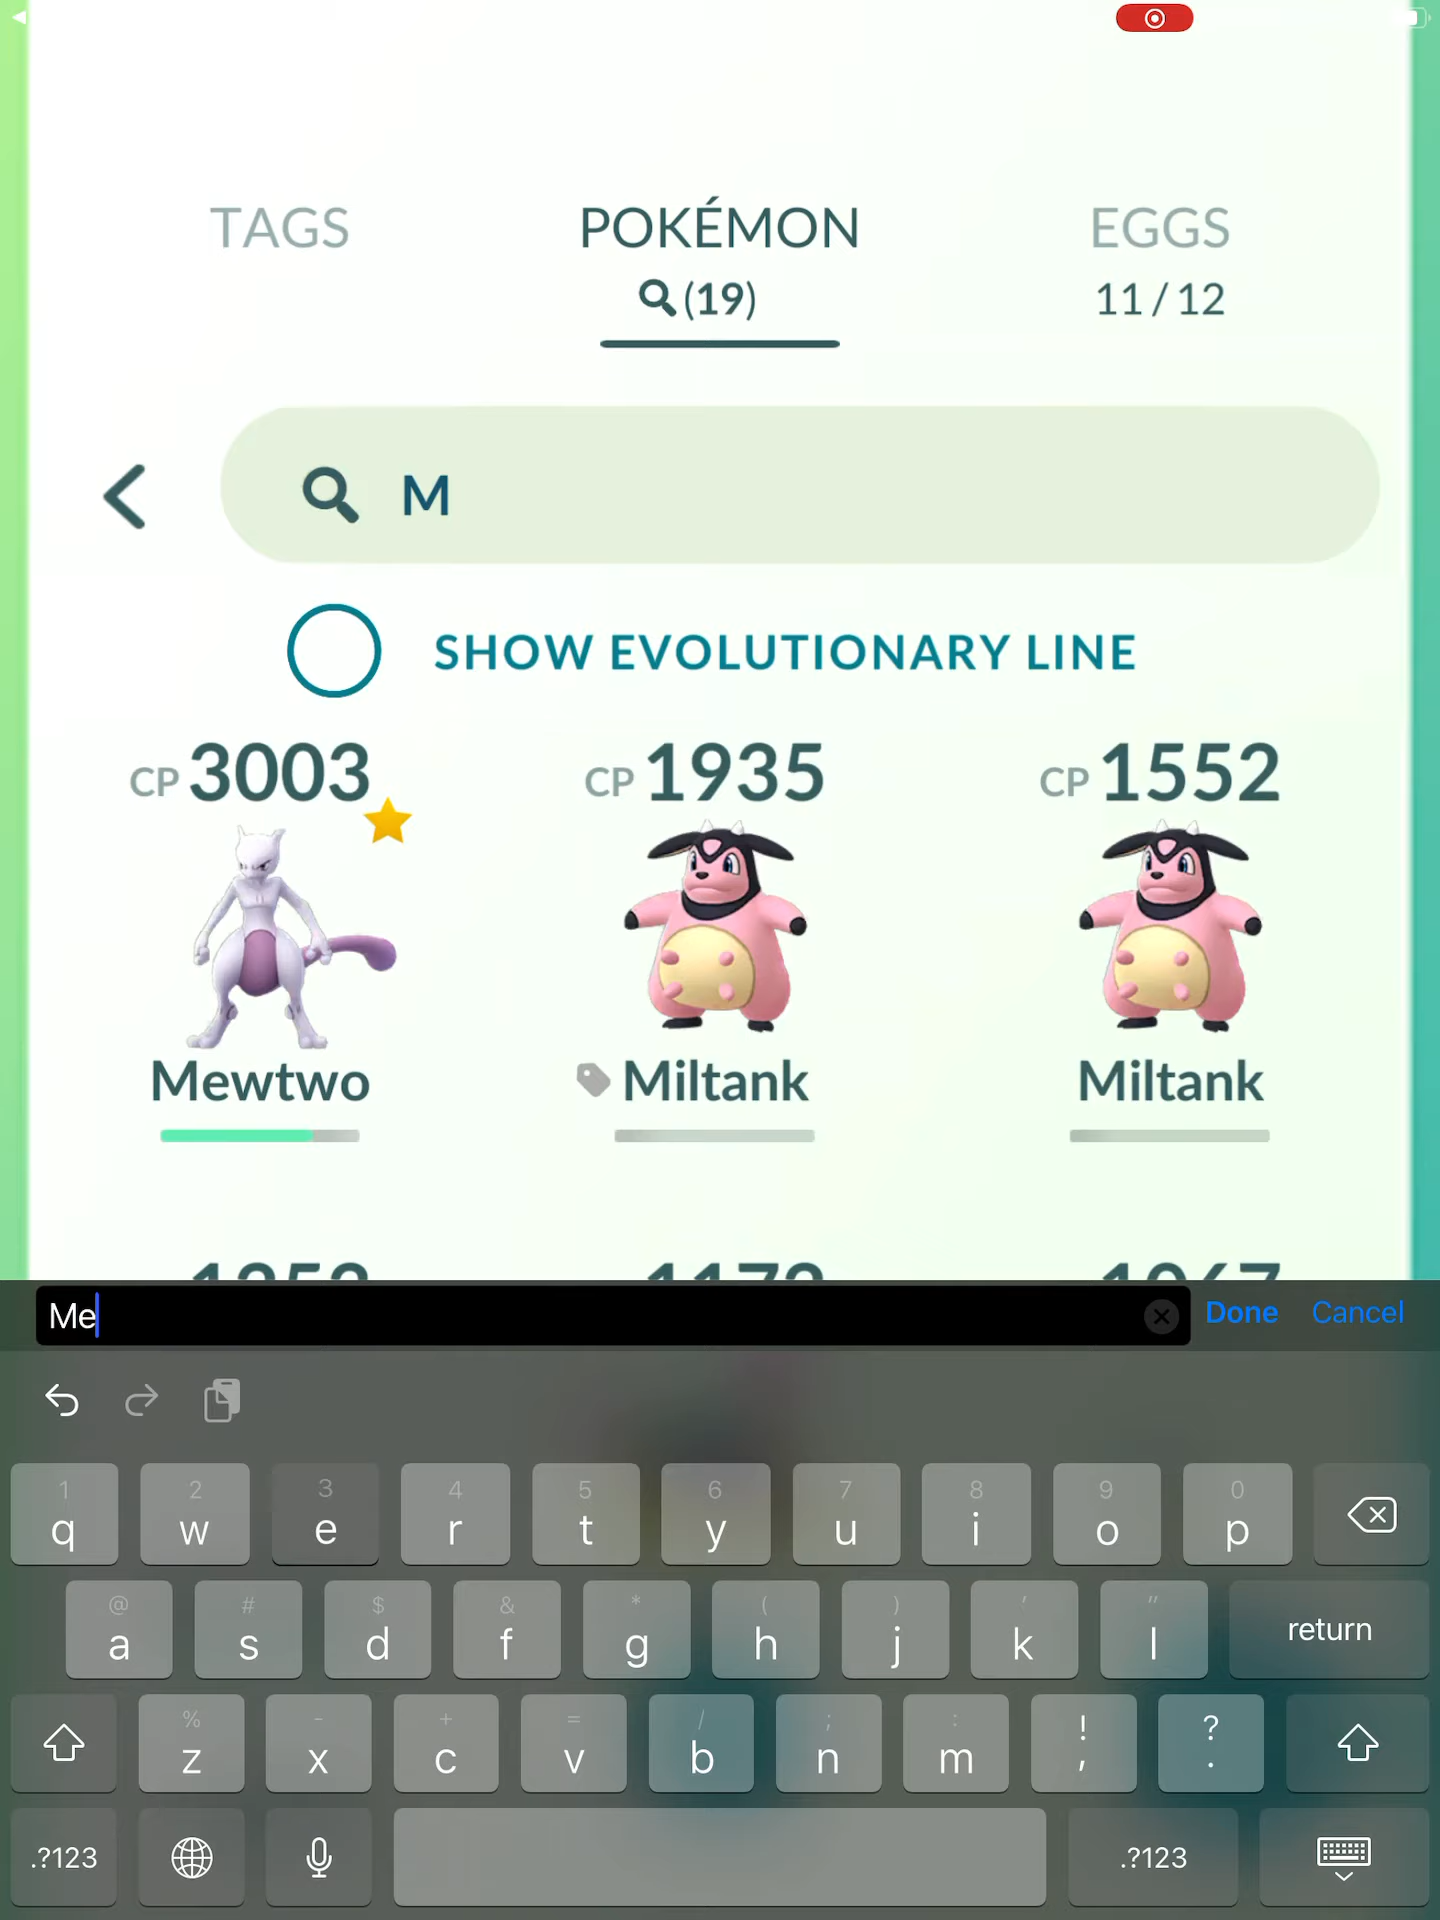 TAGS POKÉMON EGGS
(19) 11 / 12
M
SHOW EVOLUTIONARY LINE
CP 3003 CP 1935 CP 1552
Mewtwo Miltank Miltank
Me Done Cancel
1 2 3 4 5 6 7 8 9 0
q w e r t y u i o p
@ # $ & * ( ) ' "
a s d f g h j k l return
% - + = / ; : ! ?
z x c v b n m , .
.?123 .?123